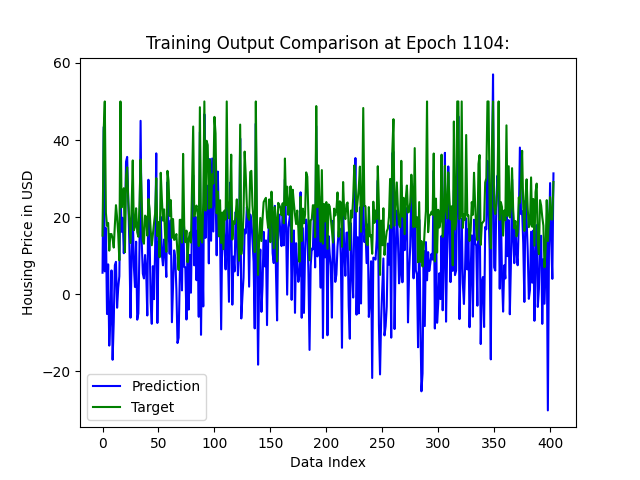 Training Output Comparison at Epoch 1104:
60
40
20
0
−20
Housing Price in USD
Prediction
Target
0 50 100 150 200 250 300 350 400
Data Index